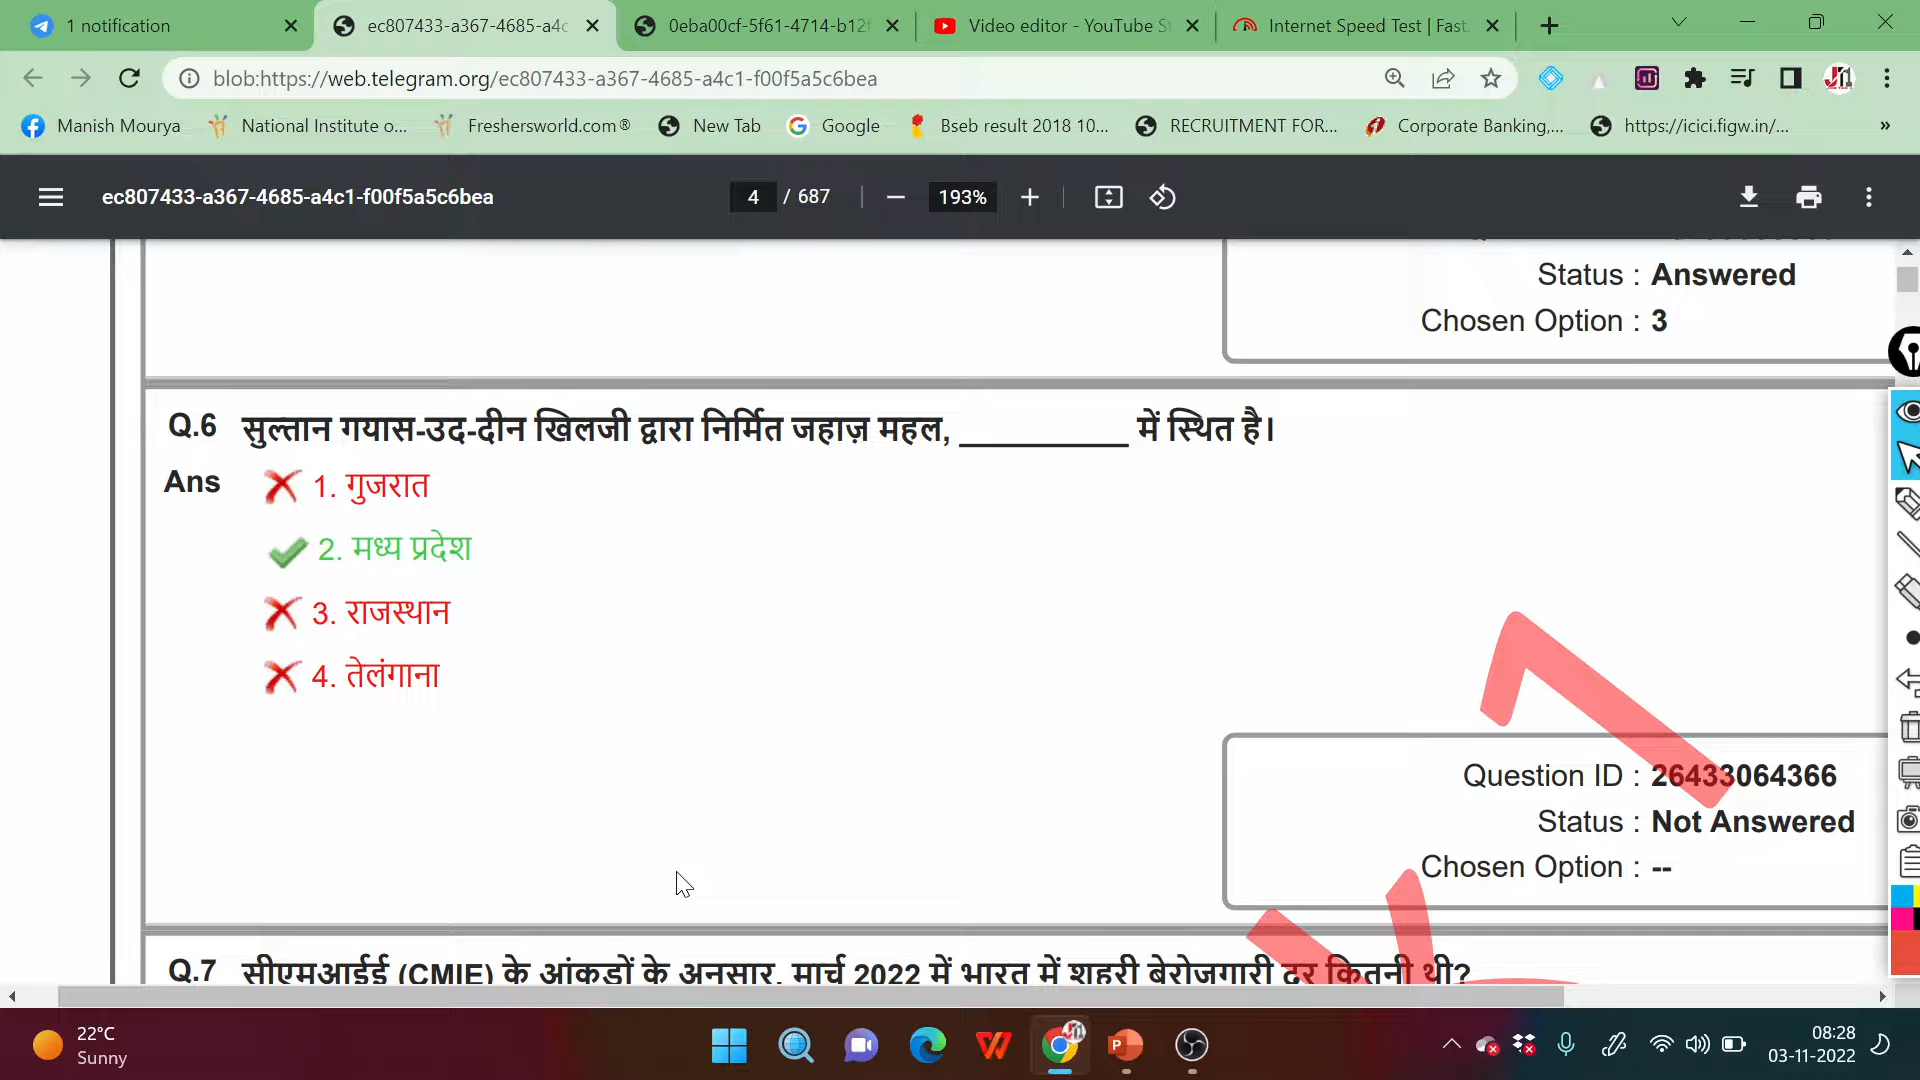 1 notification
ec807433-a367-4685-a4c
0eba00cf-5f61-4714-b12f
Video editor - YouTube St
Internet Speed Test | Fast.
blob:https://web.telegram.org/ec807433-a367-4685-a4c1-f00f5a5c6bea
Manish Mourya
National Institute o...
Freshersworld.com®
New Tab
Google
Bseb result 2018 10...
RECRUITMENT FOR...
Corporate Banking,...
https://icici.figw.in/...
»
ec807433-a367-4685-a4c1-f00f5a5c6bea
4 / 687
193%
Status : Answered
Chosen Option : 3
Q.6 सुल्तान गयास-उद-दीन खिलजी द्वारा निर्मित जहाज़ महल, __________ में स्थित है।
Ans 1. गुजरात
2. मध्य प्रदेश
3. राजस्थान
4. तेलंगाना
Question ID : 26433064366
Status : Not Answered
Chosen Option : --
Q.7 सीएमआईई (CMIE) के आंकड़ों के अनसार, मार्च 2022 में भारत में शहरी बेरोजगारी दर कितनी थी?
22°C
Sunny
08:28
03-11-2022